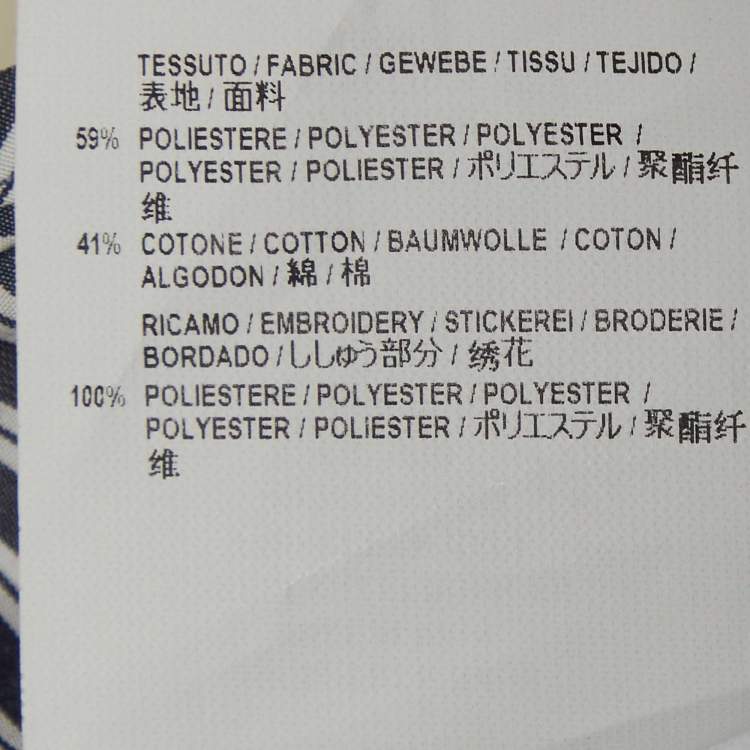 TESSUTO / FABRIC / GEWEBE / TISSU / TEJIDO /
表地 / 面料
59% POLIESTERE / POLYESTER / POLYESTER /
POLYESTER / POLIESTER / ポリエステル / 聚酯纤
维
41% COTONE / COTTON / BAUMWOLLE / COTON /
ALGODON / 綿 / 棉
RICAMO / EMBROIDERY / STICKEREI / BRODERIE /
BORDADO / ししゅう部分 / 绣花
100% POLIESTERE / POLYESTER / POLYESTER /
POLYESTER / POLIESTER / ポリエステル / 聚酯纤
维